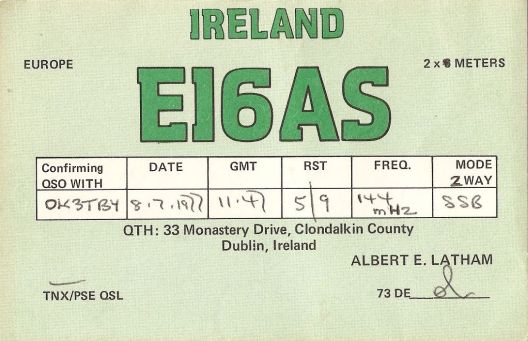 IRELAND
EUROPE
2 x 6 METERS
EI6AS
Confirming QSO WITH DATE GMT RST FREQ. MODE 2 WAY
OK3TBY 8.7.1977 11.47 5/9 144 mHz SSB
QTH: 33 Monastery Drive, Clondalkin County
Dublin, Ireland
ALBERT E. LATHAM
TNX/PSE QSL
73 DE